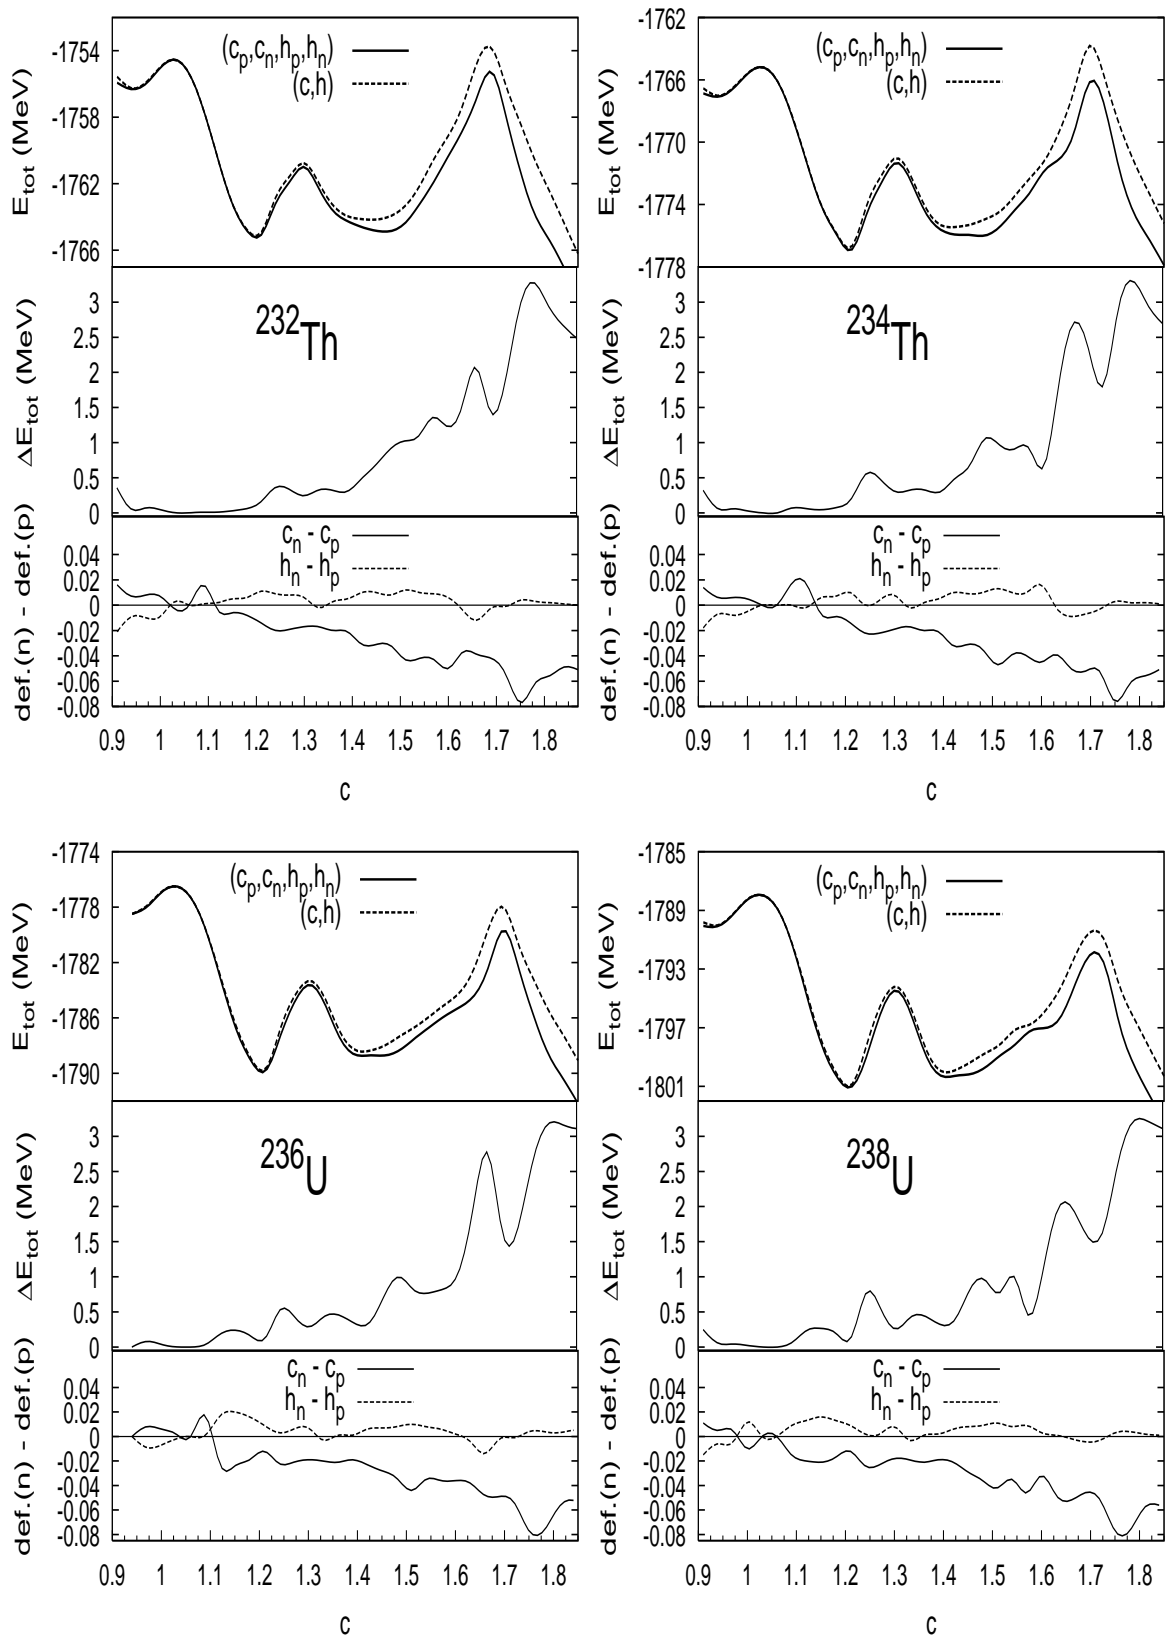 -1754
-1758
-1762
-1766
E_tot (MeV)
(c_p,c_n,h_p,h_n)
(c,h)
3
2.5
2
1.5
1
0.5
0
ΔE_tot (MeV)
232Th
0.04
0.02
0
-0.02
-0.04
-0.06
-0.08
def.(n) - def.(p)
c_n - c_p
h_n - h_p
0.9 1 1.1 1.2 1.3 1.4 1.5 1.6 1.7 1.8
c
-1762
-1766
-1770
-1774
-1778
E_tot (MeV)
(c_p,c_n,h_p,h_n)
(c,h)
3
2.5
2
1.5
1
0.5
0
ΔE_tot (MeV)
234Th
0.04
0.02
0
-0.02
-0.04
-0.06
-0.08
def.(n) - def.(p)
c_n - c_p
h_n - h_p
0.9 1 1.1 1.2 1.3 1.4 1.5 1.6 1.7 1.8
c
-1774
-1778
-1782
-1786
-1790
E_tot (MeV)
(c_p,c_n,h_p,h_n)
(c,h)
3
2.5
2
1.5
1
0.5
0
ΔE_tot (MeV)
236U
0.04
0.02
0
-0.02
-0.04
-0.06
-0.08
def.(n) - def.(p)
c_n - c_p
h_n - h_p
0.9 1 1.1 1.2 1.3 1.4 1.5 1.6 1.7 1.8
c
-1785
-1789
-1793
-1797
-1801
E_tot (MeV)
(c_p,c_n,h_p,h_n)
(c,h)
3
2.5
2
1.5
1
0.5
0
ΔE_tot (MeV)
238U
0.04
0.02
0
-0.02
-0.04
-0.06
-0.08
def.(n) - def.(p)
c_n - c_p
h_n - h_p
0.9 1 1.1 1.2 1.3 1.4 1.5 1.6 1.7 1.8
c